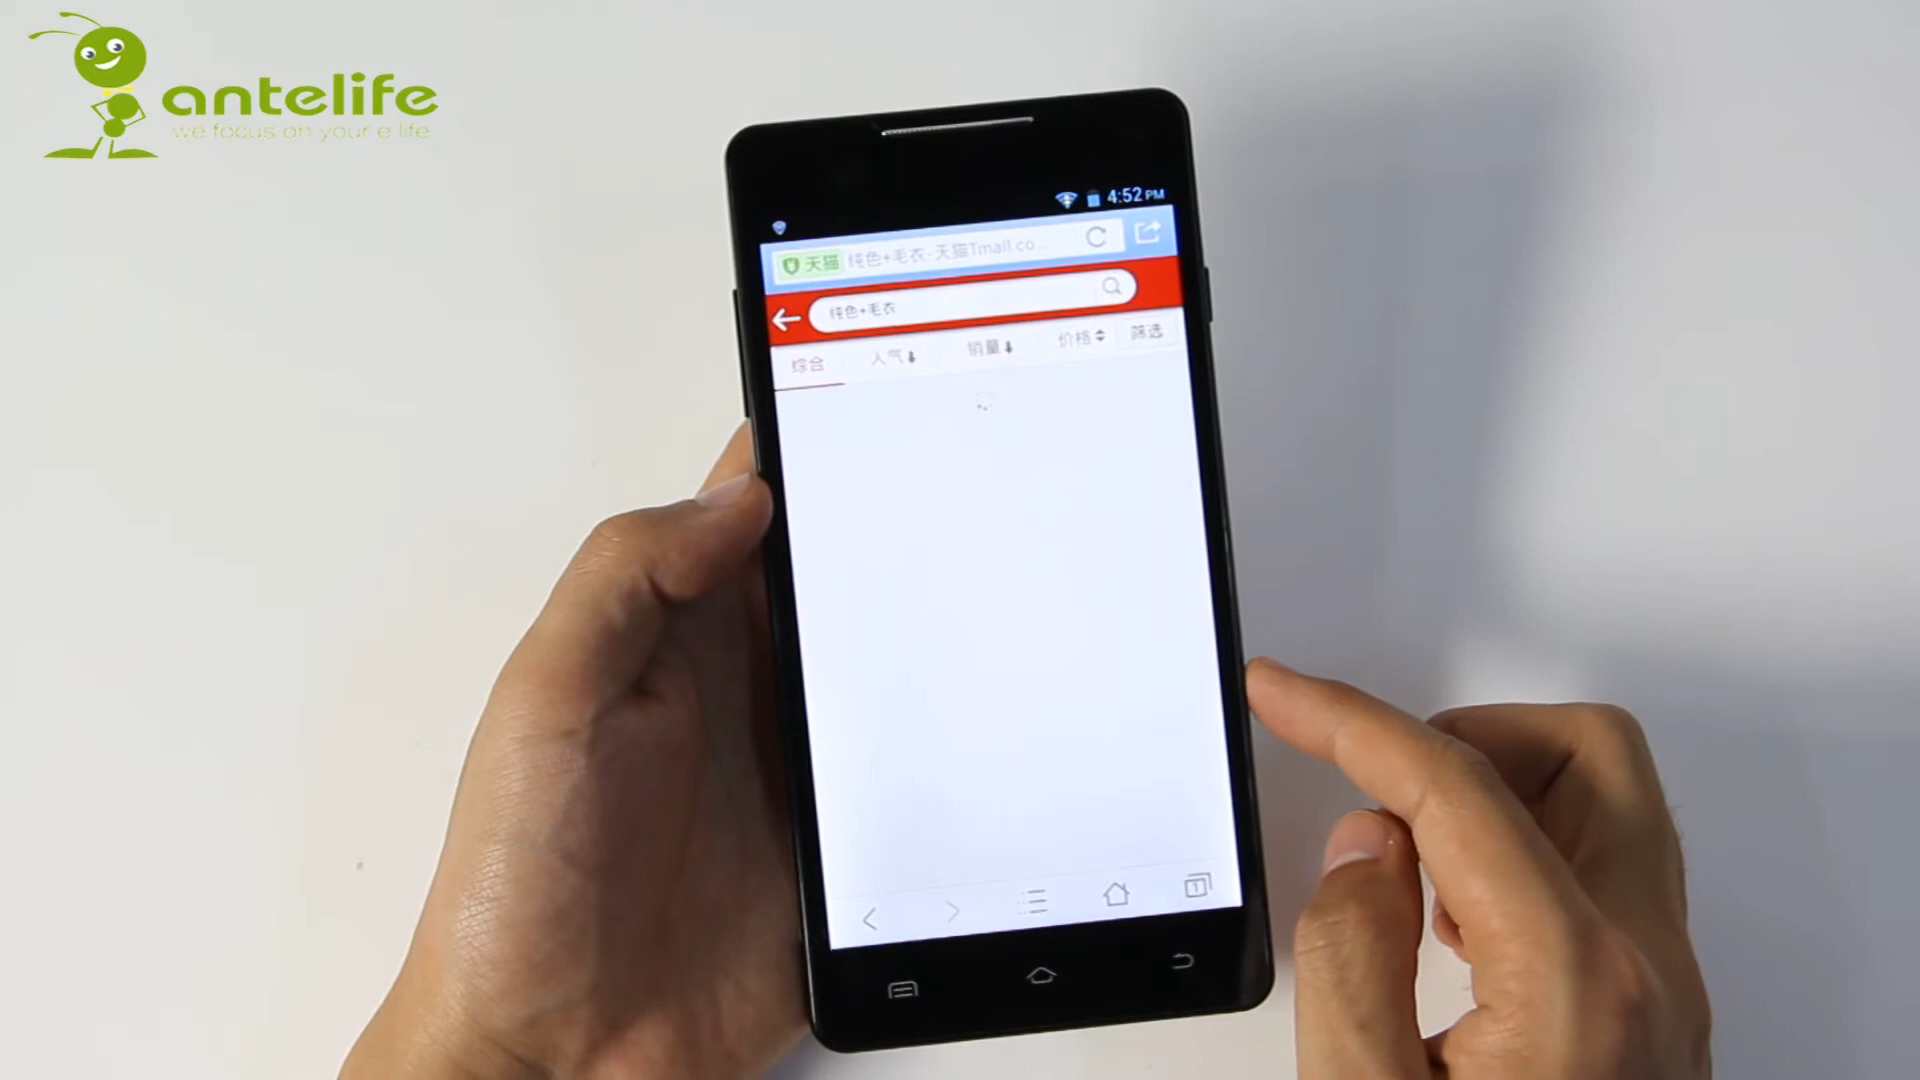 antelife
we focus on your e life
4:52 PM
天猫 纯色+毛衣-天猫Tmall.co...
纯色+毛衣
综合 人气 销量 价格 筛选
1